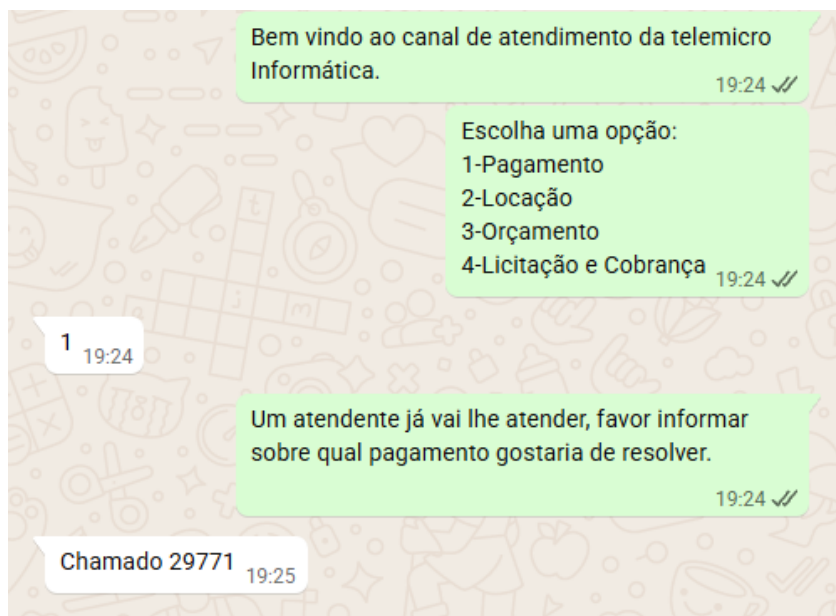 Bem vindo ao canal de atendimento da telemicro
Informática.
19:24
Escolha uma opção:
1-Pagamento
2-Locação
3-Orçamento
4-Licitação e Cobrança 19:24
1 19:24
Um atendente já vai lhe atender, favor informar
sobre qual pagamento gostaria de resolver.
19:24
Chamado 29771 19:25